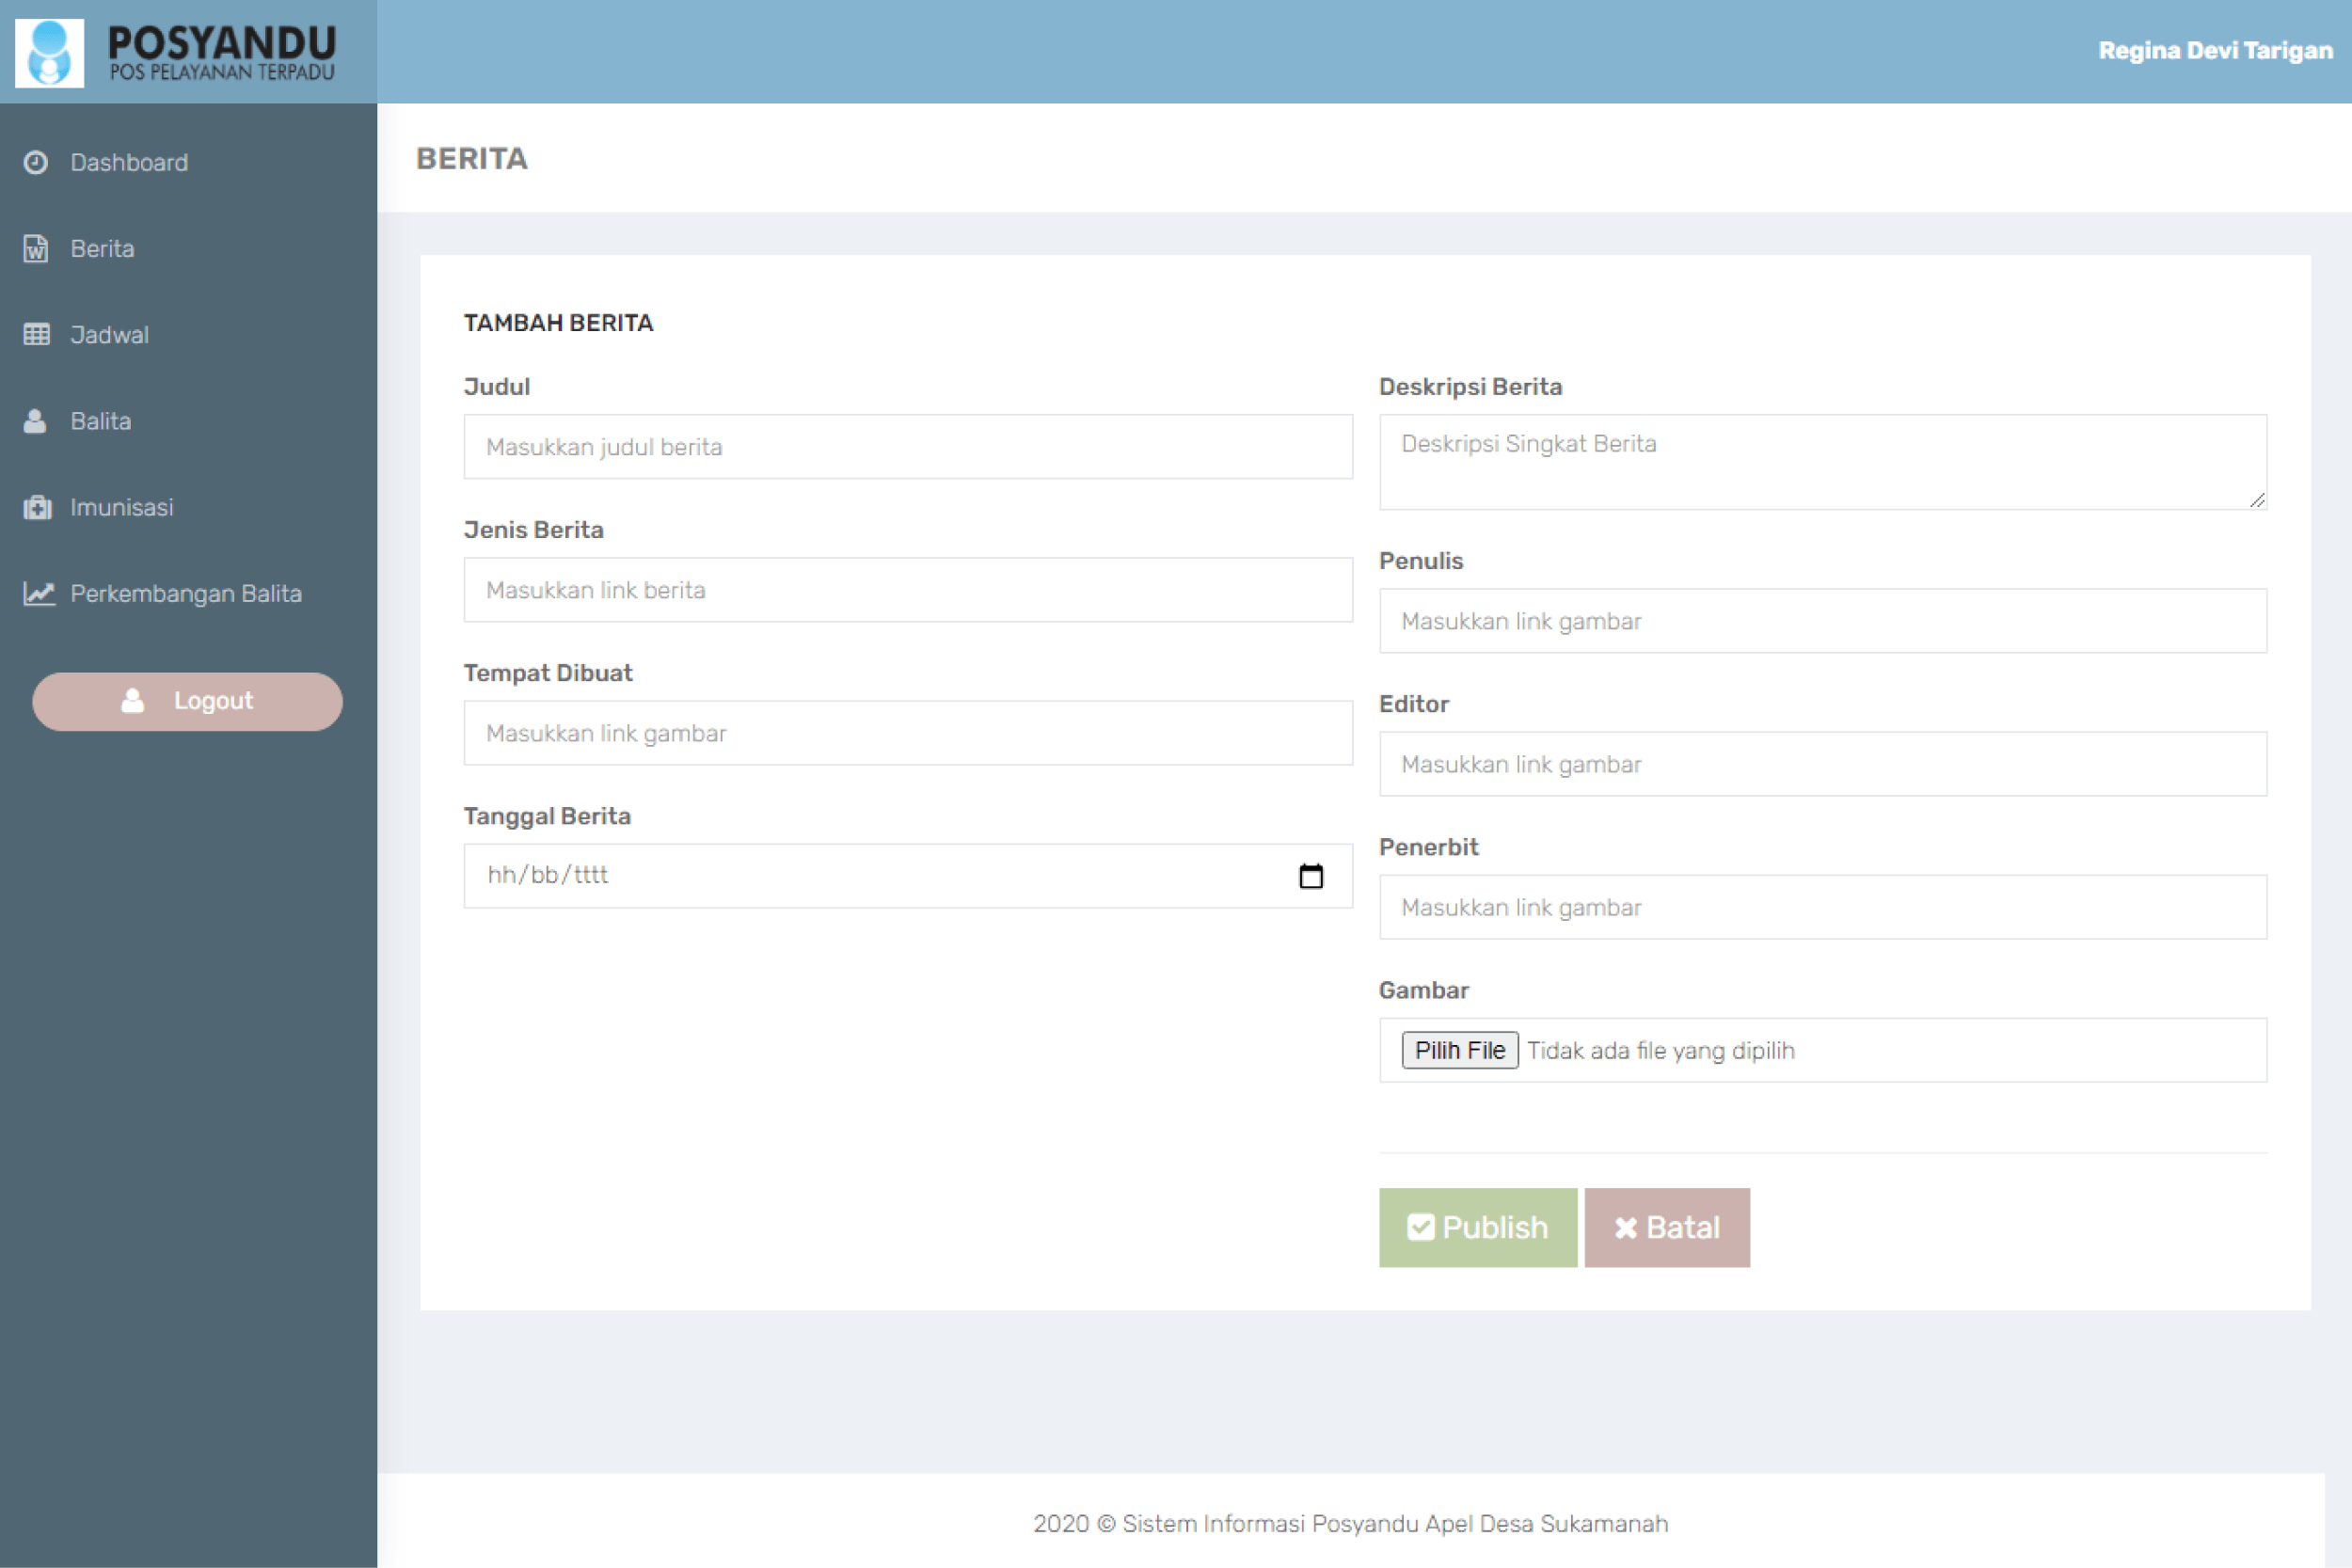 POSYANDU
POS PELAYANAN TERPADU
Regina Devi Tarigan
Dashboard
Berita
Jadwal
Balita
Imunisasi
Perkembangan Balita
Logout
BERITA
TAMBAH BERITA
Judul
Masukkan judul berita
Jenis Berita
Masukkan link berita
Tempat Dibuat
Masukkan link gambar
Tanggal Berita
hh/bb/tttt
Deskripsi Berita
Deskripsi Singkat Berita
Penulis
Masukkan link gambar
Editor
Masukkan link gambar
Penerbit
Masukkan link gambar
Gambar
Pilih File Tidak ada file yang dipilih
Publish Batal
2020 © Sistem Informasi Posyandu Apel Desa Sukamanah